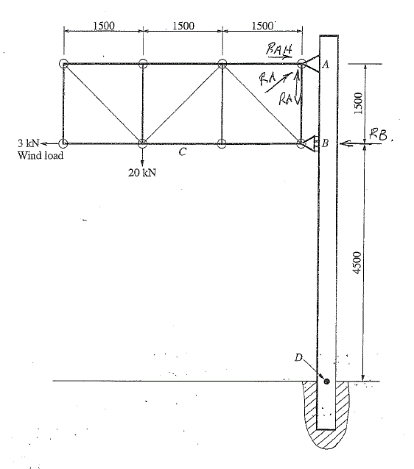 1500 1500 1500
RAH
A
RA
RAV
1500
3 kN
Wind load
B
RB.
C
20 kN
4500
D